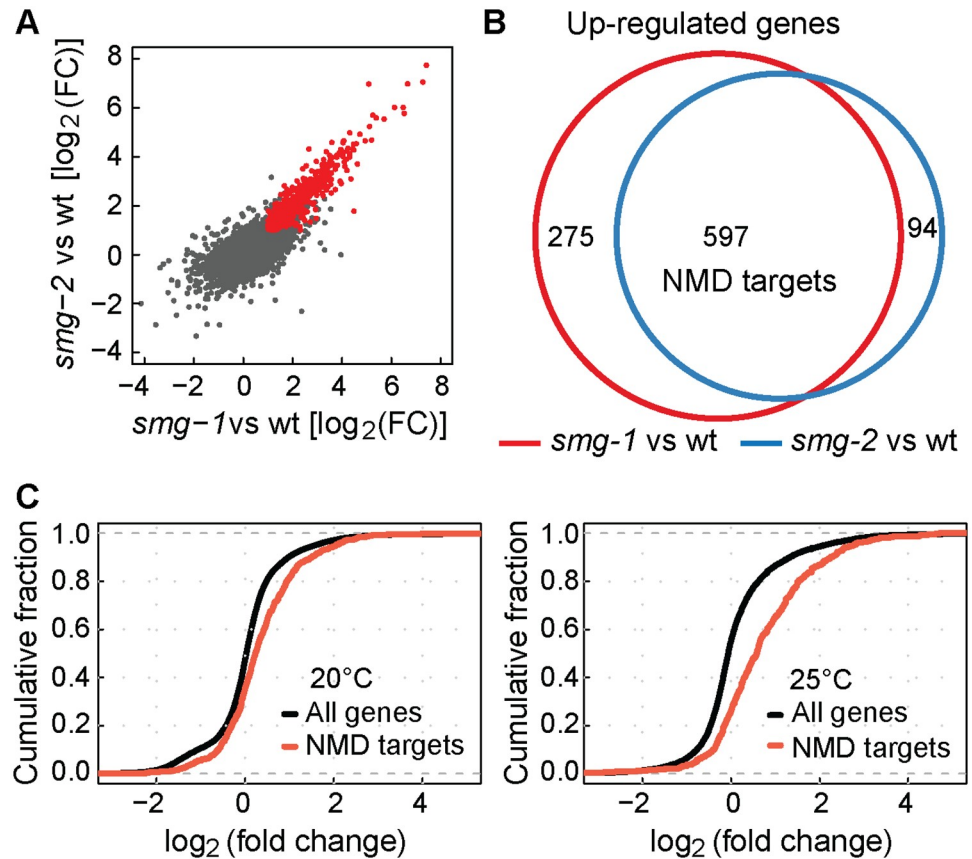 A
smg-2 vs wt [log2(FC)]
8
6
4
2
0
−2
−4
−4 −2 0 2 4 6 8
smg−1vs wt [log2(FC)]
B
Up-regulated genes
275
597
94
NMD targets
smg-1 vs wt
smg-2 vs wt
C
Cumulative fraction
1.0
0.8
0.6
0.4
0.2
0.0
20°C
All genes
NMD targets
−2 0 2 4
log2 (fold change)
Cumulative fraction
1.0
0.8
0.6
0.4
0.2
0.0
25°C
All genes
NMD targets
−2 0 2 4
log2 (fold change)